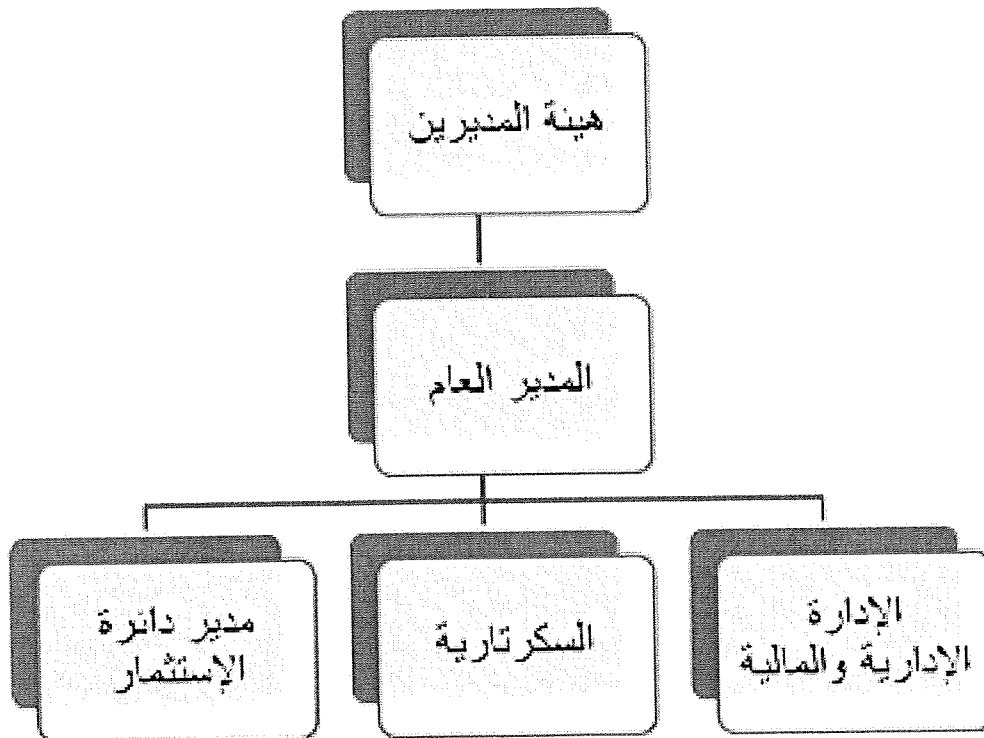 هيئة المديرين
المدير العام
الإدارة
الإدارية والمالية
السكرتارية
مدير دائرة
الإستثمار